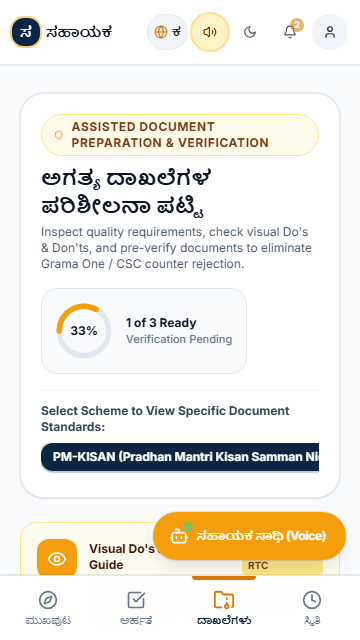 ಸ ಸಹಾಯಕ ಕ 2
ASSISTED DOCUMENT
PREPARATION & VERIFICATION
ಅಗತ್ಯ ದಾಖಲೆಗಳ
ಪರಿಶೀಲನಾ ಪಟ್ಟಿ
Inspect quality requirements, check visual Do's
& Don'ts, and pre-verify documents to eliminate
Grama One / CSC counter rejection.
33%
1 of 3 Ready
Verification Pending
Select Scheme to View Specific Document
Standards:
PM-KISAN (Pradhan Mantri Kisan Samman
ಸಹಾಯಕ ಸಾಥಿ (Voice)
Visual Do's
Guide
RTC
ಮುಖಪುಟ ಅರ್ಹತೆ ದಾಖಲೆಗಳು ಸ್ಥಿತಿ